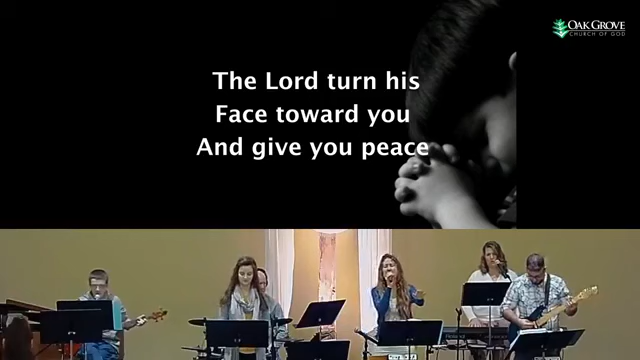 OAK GROVE
CHURCH OF GOD
The Lord turn his
Face toward you
And give you peace